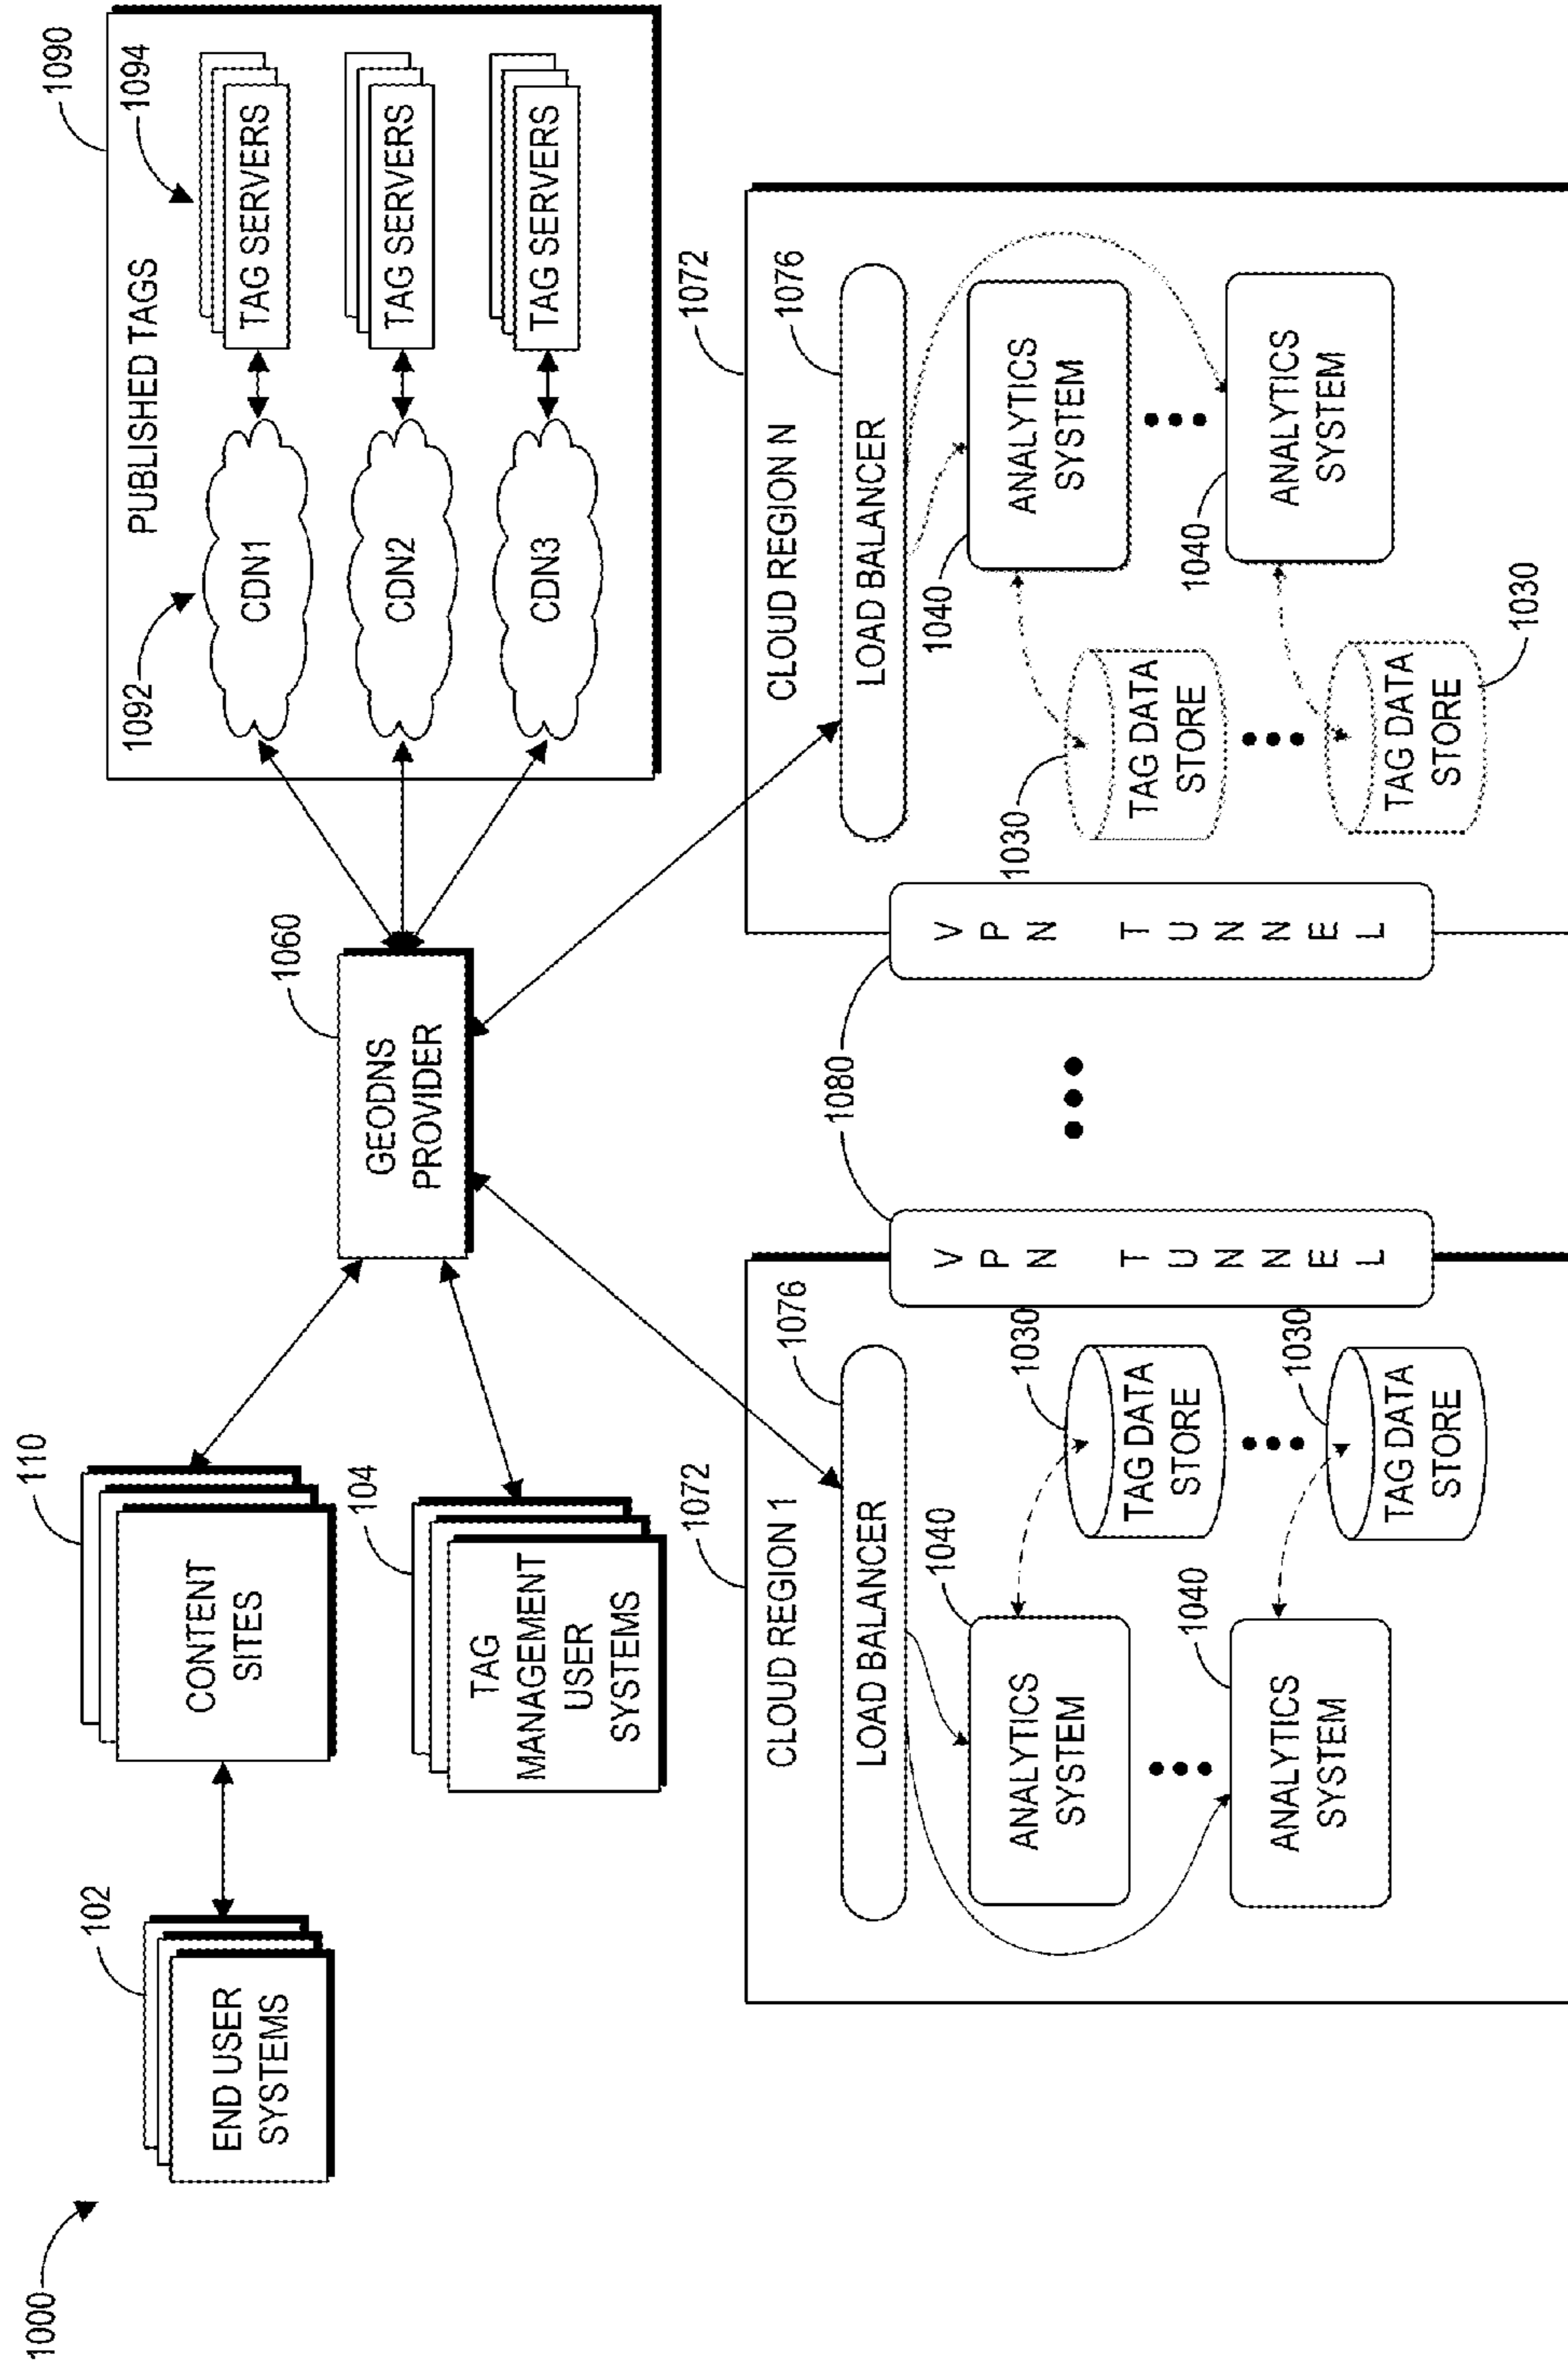 1000
102
END USER
SYSTEMS
110
CONTENT
SITES
104
TAG
MANAGEMENT
USER
SYSTEMS
1060
GEODNS
PROVIDER
1090
PUBLISHED TAGS
1092
1094
CDN1
TAG SERVERS
CDN2
TAG SERVERS
CDN3
TAG SERVERS
1072
CLOUD REGION 1
1076
LOAD BALANCER
1040
ANALYTICS
SYSTEM
1030
TAG DATA
STORE
1040
ANALYTICS
SYSTEM
1030
TAG DATA
STORE
VPN TUNNEL
1080
VPN TUNNEL
1072
CLOUD REGION N
1076
LOAD BALANCER
1030
TAG DATA
STORE
1040
ANALYTICS
SYSTEM
TAG DATA
STORE
1030
1040
ANALYTICS
SYSTEM